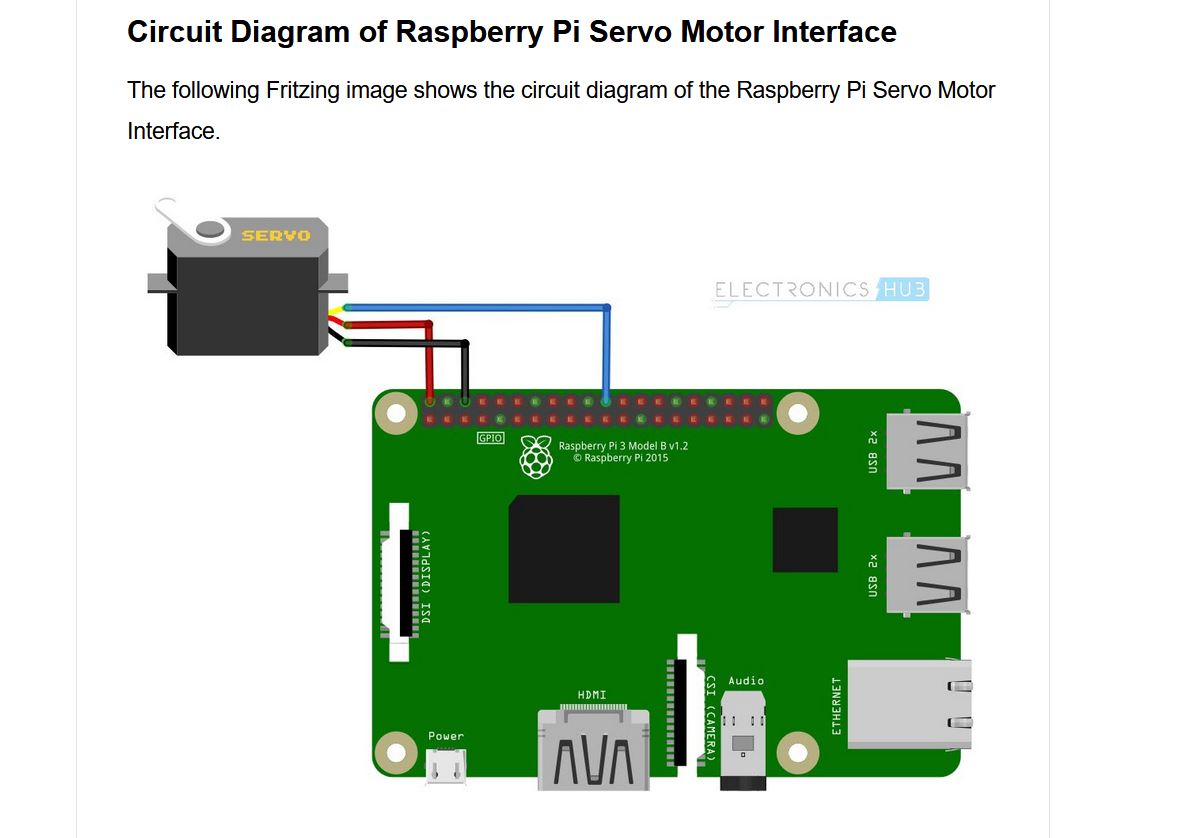 Circuit Diagram of Raspberry Pi Servo Motor Interface
The following Fritzing image shows the circuit diagram of the Raspberry Pi Servo Motor
Interface.
SERVO
ELECTRONICS HUB
GPIO
Raspberry Pi 3 Model B v1.2
© Raspberry Pi 2015
USB 2x
DSI (DISPLAY)
USB 2x
HDMI
CSI (CAMERA)
Audio
ETHERNET
Power